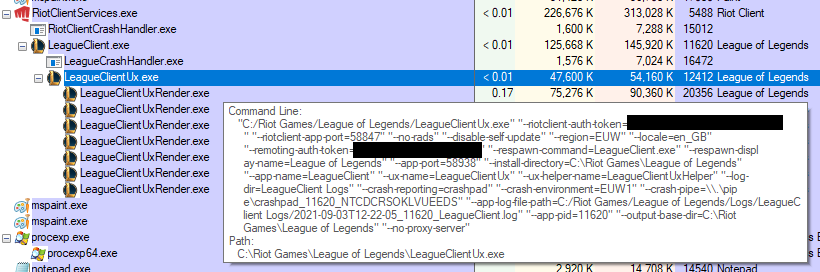 RiotClientServices.exe < 0.01 226,676 K 313,028 K 5488 Riot Client
RiotClientCrashHandler.exe 1,600 K 7,288 K 15012
LeagueClient.exe < 0.01 125,668 K 145,920 K 11620 League of Legends
LeagueCrashHandler.exe 1,576 K 7,024 K 16472
LeagueClientUx.exe < 0.01 47,600 K 54,160 K 12412 League of Legends
LeagueClientUxRender.exe 0.17 75,276 K 90,360 K 20356 League of Legends
LeagueClientUxRender.exe
LeagueClientUxRender.exe
LeagueClientUxRender.exe
LeagueClientUxRender.exe
LeagueClientUxRender.exe
LeagueClientUxRender.exe
mspaint.exe
mspaint.exe
procexp.exe
procexp64.exe
notepad.exe 2,920 K 14,708 K 14540 Notepad
Command Line:
"C:/Riot Games/League of Legends/LeagueClientUx.exe" "--riotclient-auth-token=
" "--riotclient-app-port=58847" "--no-rads" "--disable-self-update" "--region=EUW" "--locale=en_GB"
"--remoting-auth-token= " "--respawn-command=LeagueClient.exe" "--respawn-displ
ay-name=League of Legends" "--app-port=58938" "--install-directory=C:\Riot Games\League of Legends"
"--app-name=LeagueClient" "--ux-name=LeagueClientUx" "--ux-helper-name=LeagueClientUxHelper" "--log-
dir=LeagueClient Logs" "--crash-reporting=crashpad" "--crash-environment=EUW1" "--crash-pipe=\\.\pip
e\crashpad_11620_NTCDCRSOKLVUEEDS" "--app-log-file-path=C:/Riot Games/League of Legends/Logs/LeagueC
lient Logs/2021-09-03T12-22-05_11620_LeagueClient.log" "--app-pid=11620" "--output-base-dir=C:\Riot
Games\League of Legends" "--no-proxy-server"
Path:
C:\Riot Games\League of Legends\LeagueClientUx.exe